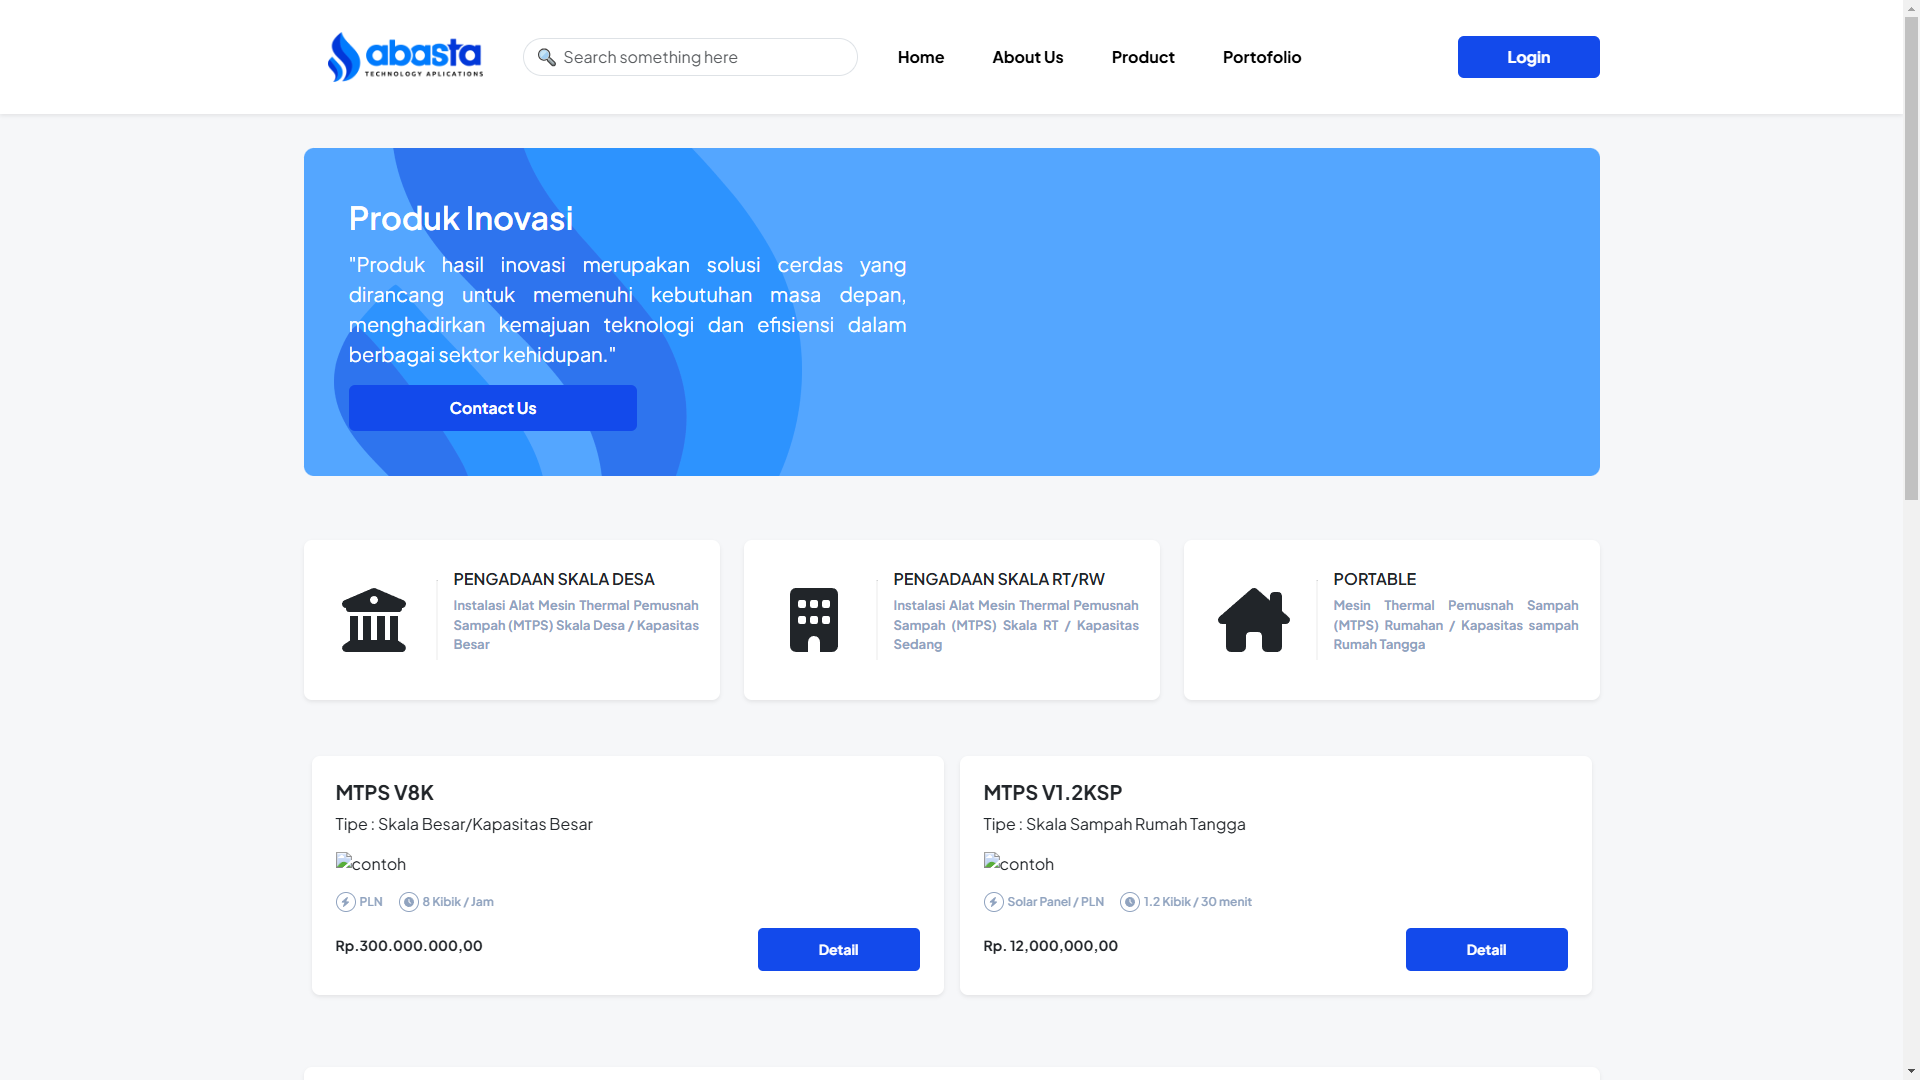 abasta
TECHNOLOGY APLICATIONS
Search something here
Home
About Us
Product
Portofolio
Login
Produk Inovasi
"Produk hasil inovasi merupakan solusi cerdas yang
dirancang untuk memenuhi kebutuhan masa depan,
menghadirkan kemajuan teknologi dan efisiensi dalam
berbagai sektor kehidupan."
Contact Us
PENGADAAN SKALA DESA
Instalasi Alat Mesin Thermal Pemusnah
Sampah (MTPS) Skala Desa / Kapasitas
Besar
PENGADAAN SKALA RT/RW
Instalasi Alat Mesin Thermal Pemusnah
Sampah (MTPS) Skala RT / Kapasitas
Sedang
PORTABLE
Mesin Thermal Pemusnah Sampah
(MTPS) Rumahan / Kapasitas sampah
Rumah Tangga
MTPS V8K
Tipe : Skala Besar/Kapasitas Besar
contoh
PLN
8 Kibik / Jam
Rp.300.000.000,00
Detail
MTPS V1.2KSP
Tipe : Skala Sampah Rumah Tangga
contoh
Solar Panel / PLN
1.2 Kibik / 30 menit
Rp. 12,000,000,00
Detail